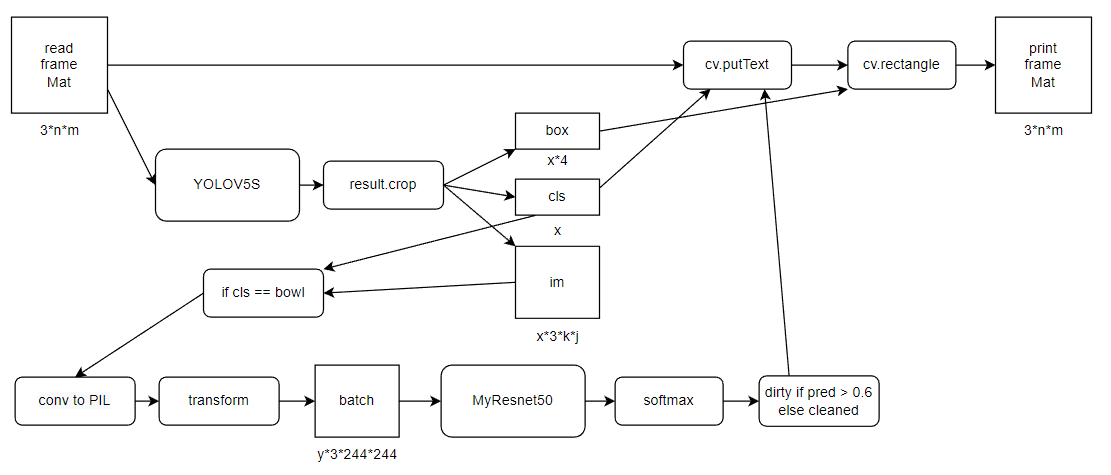 read
frame
Mat
3*n*m
cv.putText
cv.rectangle
print
frame
Mat
3*n*m
YOLOV5S
result.crop
box
x*4
cls
x
im
x*3*k*j
if cls == bowl
conv to PIL
transform
batch
y*3*244*244
MyResnet50
softmax
dirty if pred > 0.6
else cleaned